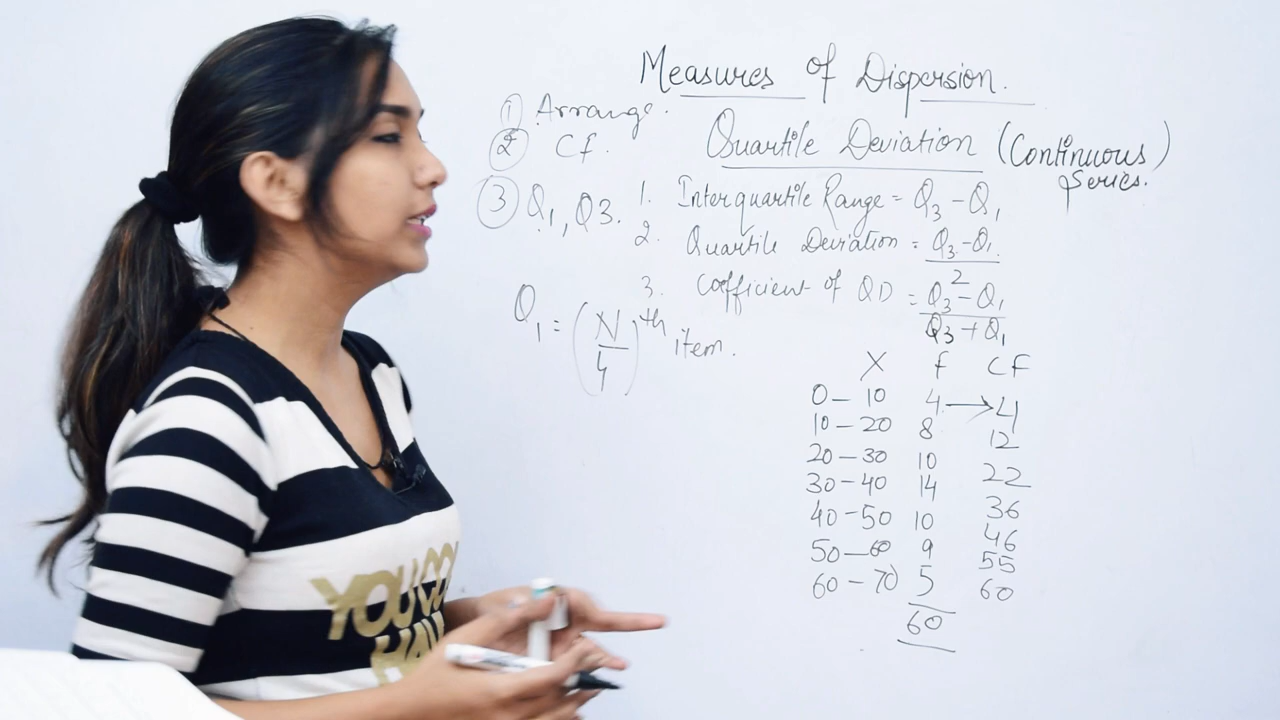 Measures of Dispersion.
① Arrange.
② Cf.
③ Q1, Q3.
Quartile Deviation (Continuous Series.)
1. Interquartile Range = Q3 - Q1
2. Quartile Deviation = Q3 - Q1 / 2
3. Coefficient of QD = Q3 - Q1 / Q3 + Q1
Q1 = (N/4)th item.
X f CF
0 - 10 4 → 4
10 - 20 8 12
20 - 30 10 22
30 - 40 14 36
40 - 50 10 46
50 - 60 9 55
60 - 70 5 60
60
YOU CO
HAV